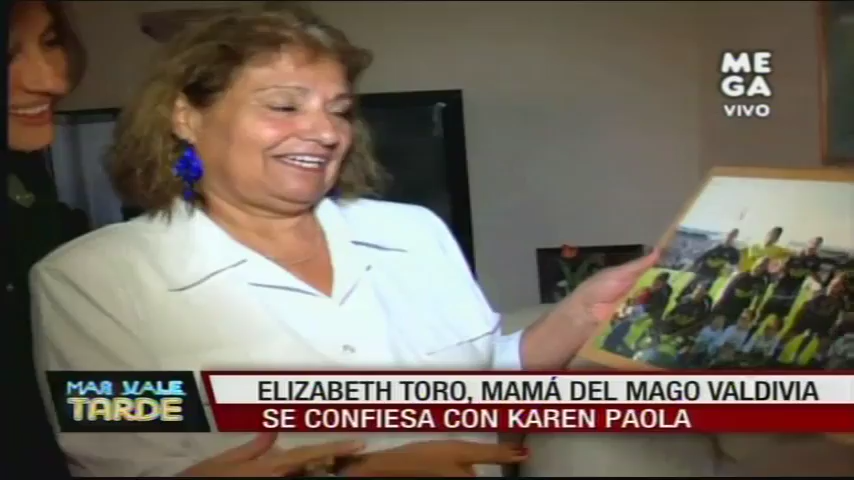 MEGA
VIVO
MAS VALE
TARDE
ELIZABETH TORO, MAMÁ DEL MAGO VALDIVIA
SE CONFIESA CON KAREN PAOLA